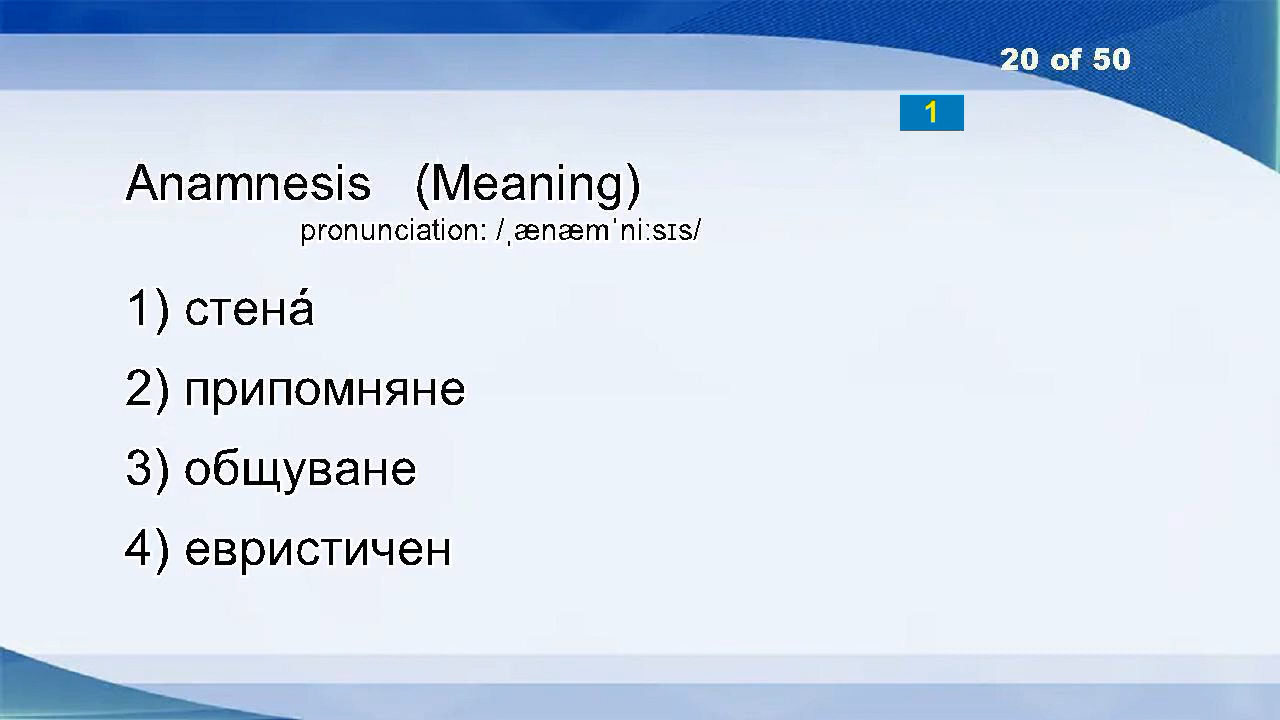 20 of 50
1
Anamnesis (Meaning)
pronunciation: /ˌænæmˈniːsɪs/
1) стена́
2) припомняне
3) общуване
4) евристичен